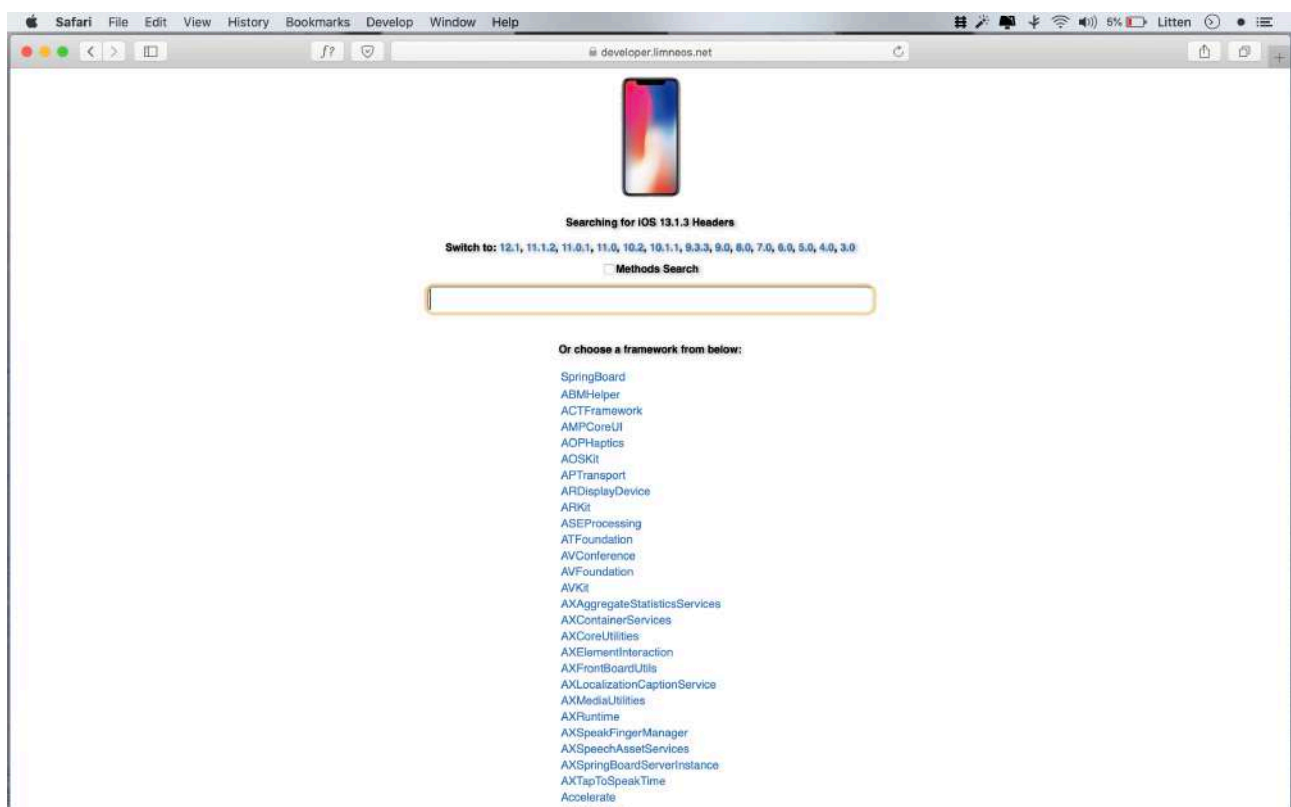 Safari File Edit View History Bookmarks Develop Window Help 5% Litten
f? developer.limneos.net
Searching for iOS 13.1.3 Headers
Switch to: 12.1, 11.1.2, 11.0.1, 11.0, 10.2, 10.1.1, 9.3.3, 9.0, 8.0, 7.0, 6.0, 5.0, 4.0, 3.0
Methods Search
Or choose a framework from below:
SpringBoard
ABMHelper
ACTFramework
AMPCoreUI
AOPHaptics
AOSKit
APTransport
ARDisplayDevice
ARKit
ASEProcessing
ATFoundation
AVConference
AVFoundation
AVKit
AXAggregateStatisticsServices
AXContainerServices
AXCoreUtilities
AXElementInteraction
AXFrontBoardUtils
AXLocalizationCaptionService
AXMediaUtilities
AXRuntime
AXSpeakFingerManager
AXSpeechAssetServices
AXSpringBoardServerInstance
AXTapToSpeakTime
Accelerate